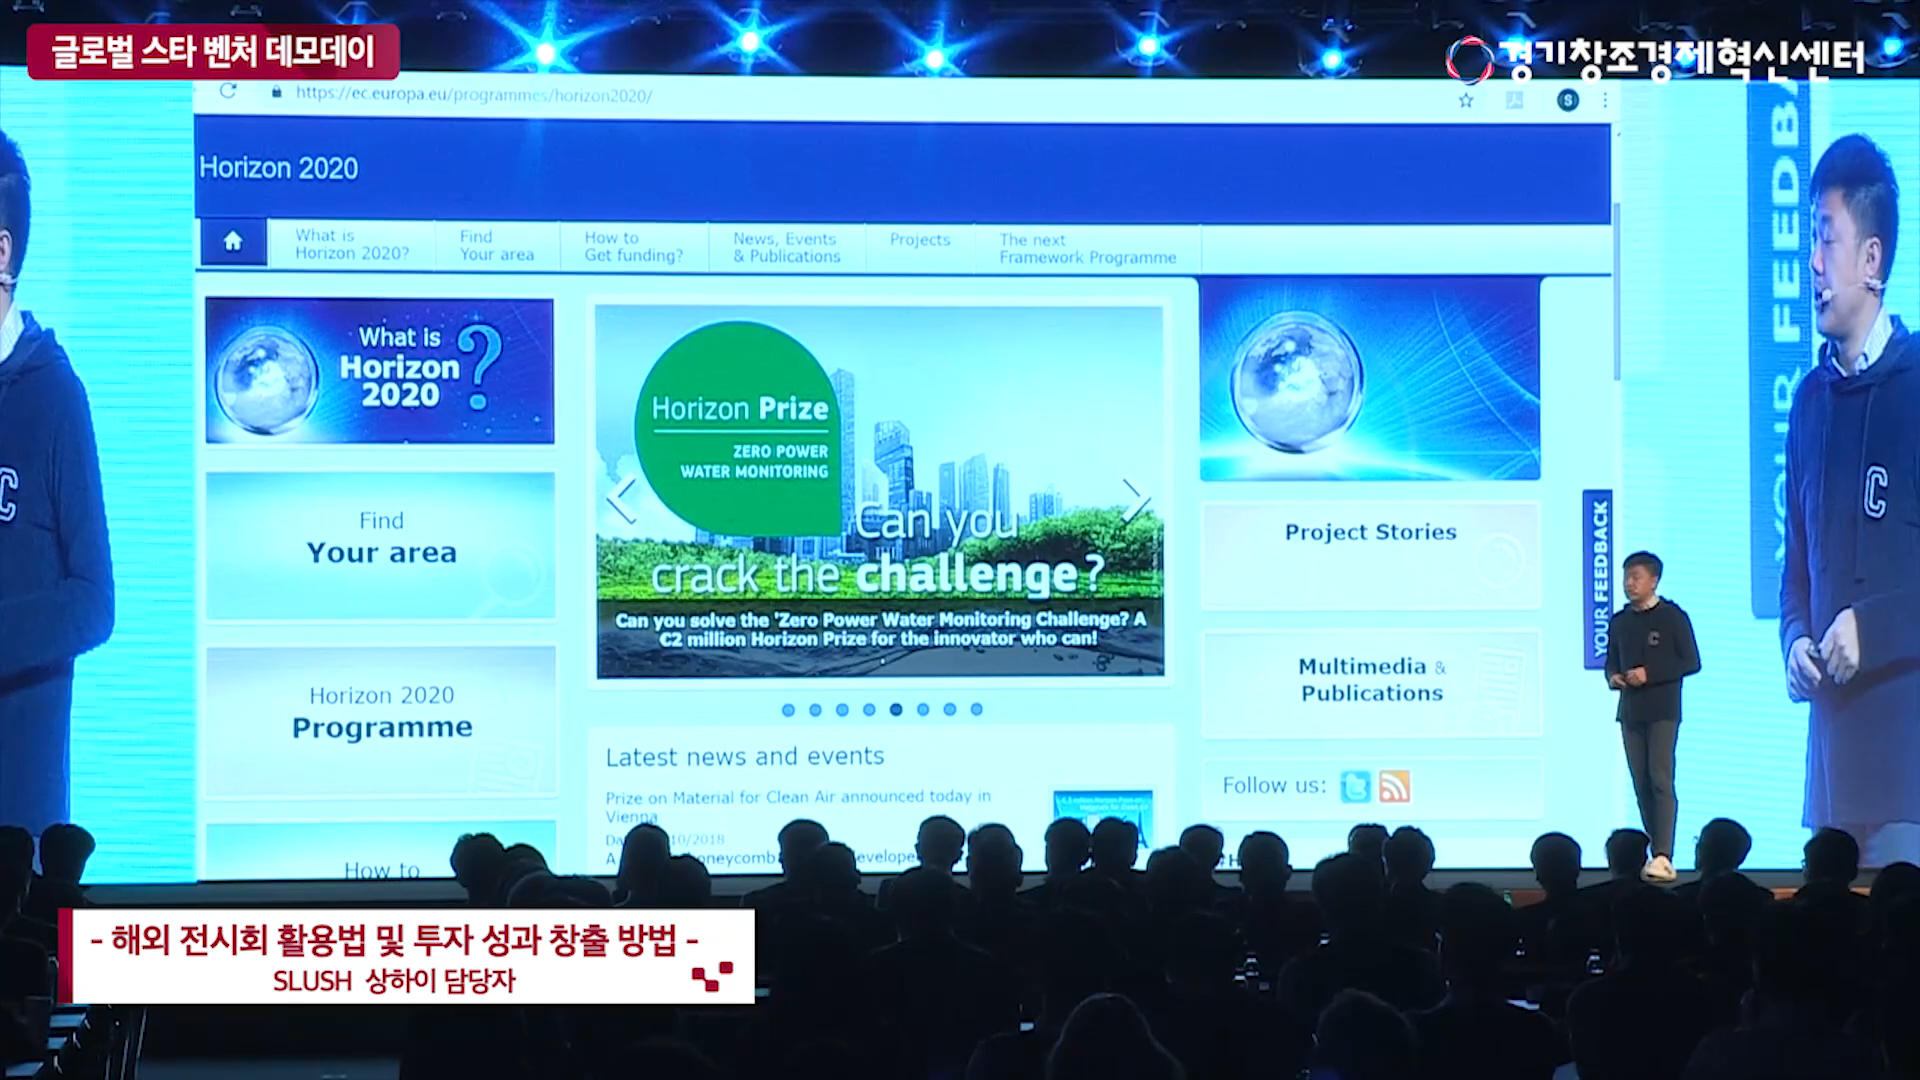 글로벌 스타 벤처 데모데이
경기창조경제혁신센터
https://ec.europa.eu/programmes/horizon2020/
S
Horizon 2020
What is
Horizon 2020?
Find
Your area
How to
Get funding?
News, Events
& Publications
Projects
The next
Framework Programme
What is
Horizon
2020
?
Find
Your area
Horizon 2020
Programme
How to
Horizon Prize
ZERO POWER
WATER MONITORING
Can you
crack the challenge?
Can you solve the 'Zero Power Water Monitoring Challenge? A
€2 million Horizon Prize for the innovator who can!
Latest news and events
Prize on Material for Clean Air announced today in
Vienna
10/2018
A
Project Stories
Multimedia &
Publications
Follow us:
YOUR FEEDBACK
YOUR FEEDB
C
C
C
- 해외 전시회 활용법 및 투자 성과 창출 방법 -
SLUSH 상하이 담당자